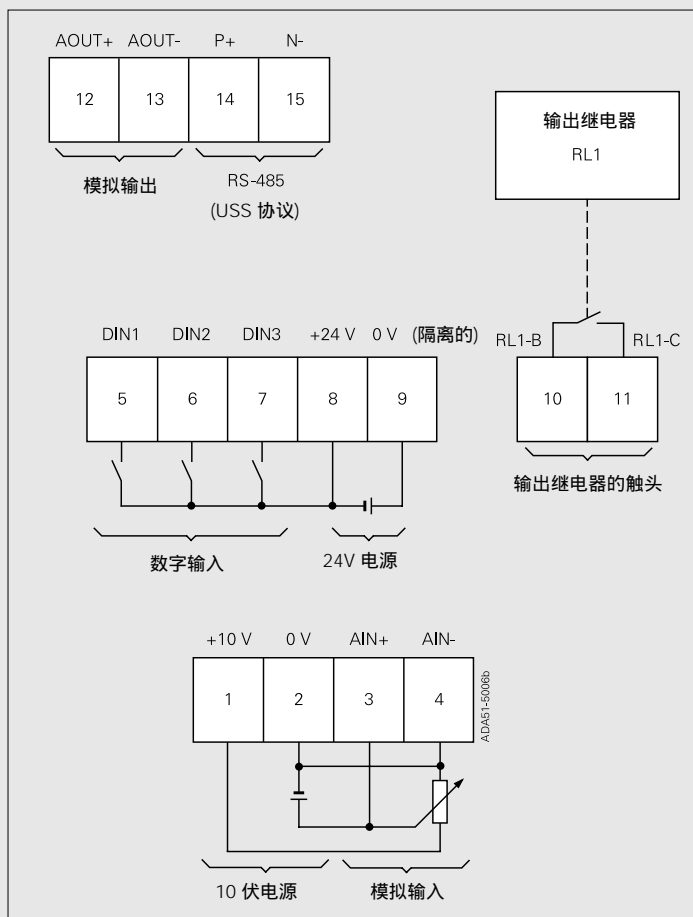 AOUT+ AOUT- P+ N-
12 13 14 15
模拟输出
RS-485
(USS 协议)
输出继电器
RL1
RL1-B RL1-C
10 11
输出继电器的触头
DIN1 DIN2 DIN3 +24 V 0 V (隔离的)
5 6 7 8 9
数字输入
24V 电源
+10 V 0 V AIN+ AIN-
1 2 3 4
ADA51-5006b
10 伏电源
模拟输入